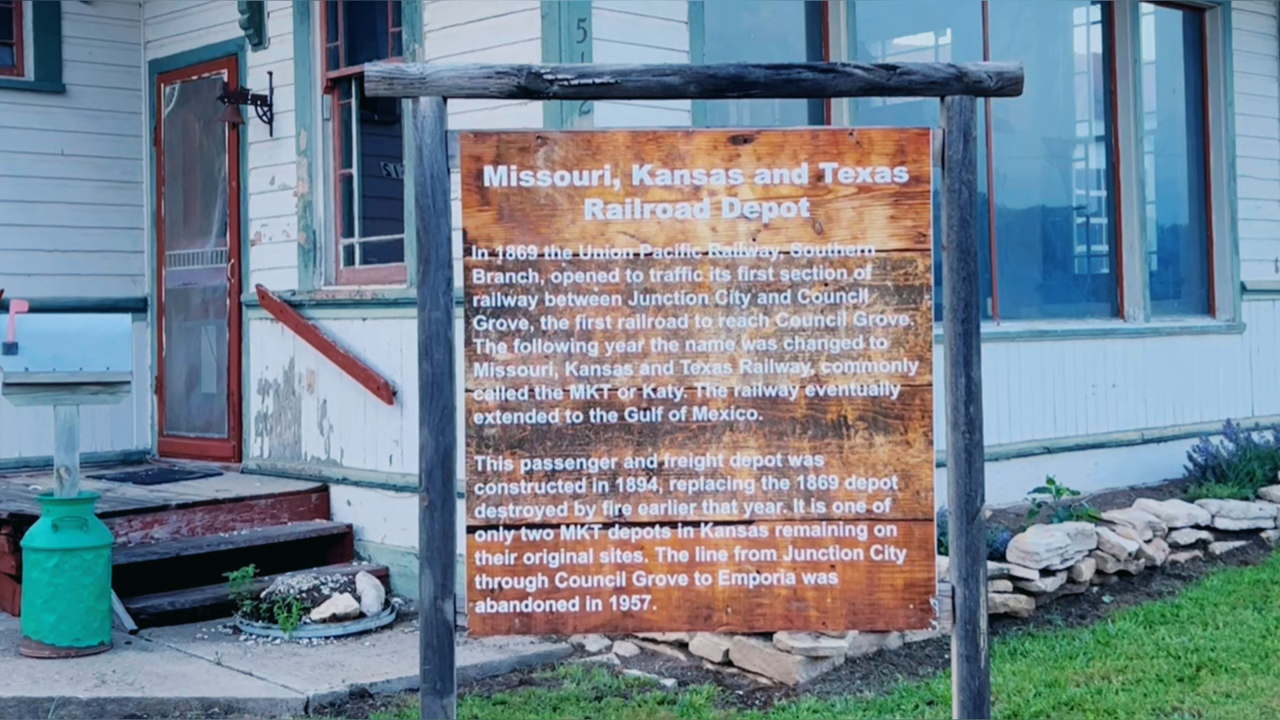 5
Missouri, Kansas and Texas
Railroad Depot
In 1869 the Union Pacific Railway, Southern
Branch, opened to traffic its first section of
railway between Junction City and Council
Grove, the first railroad to reach Council Grove.
The following year the name was changed to
Missouri, Kansas and Texas Railway, commonly
called the MKT or Katy. The railway eventually
extended to the Gulf of Mexico.
This passenger and freight depot was
constructed in 1894, replacing the 1869 depot
destroyed by fire earlier that year. It is one of
only two MKT depots in Kansas remaining on
their original sites. The line from Junction City
through Council Grove to Emporia was
abandoned in 1957.